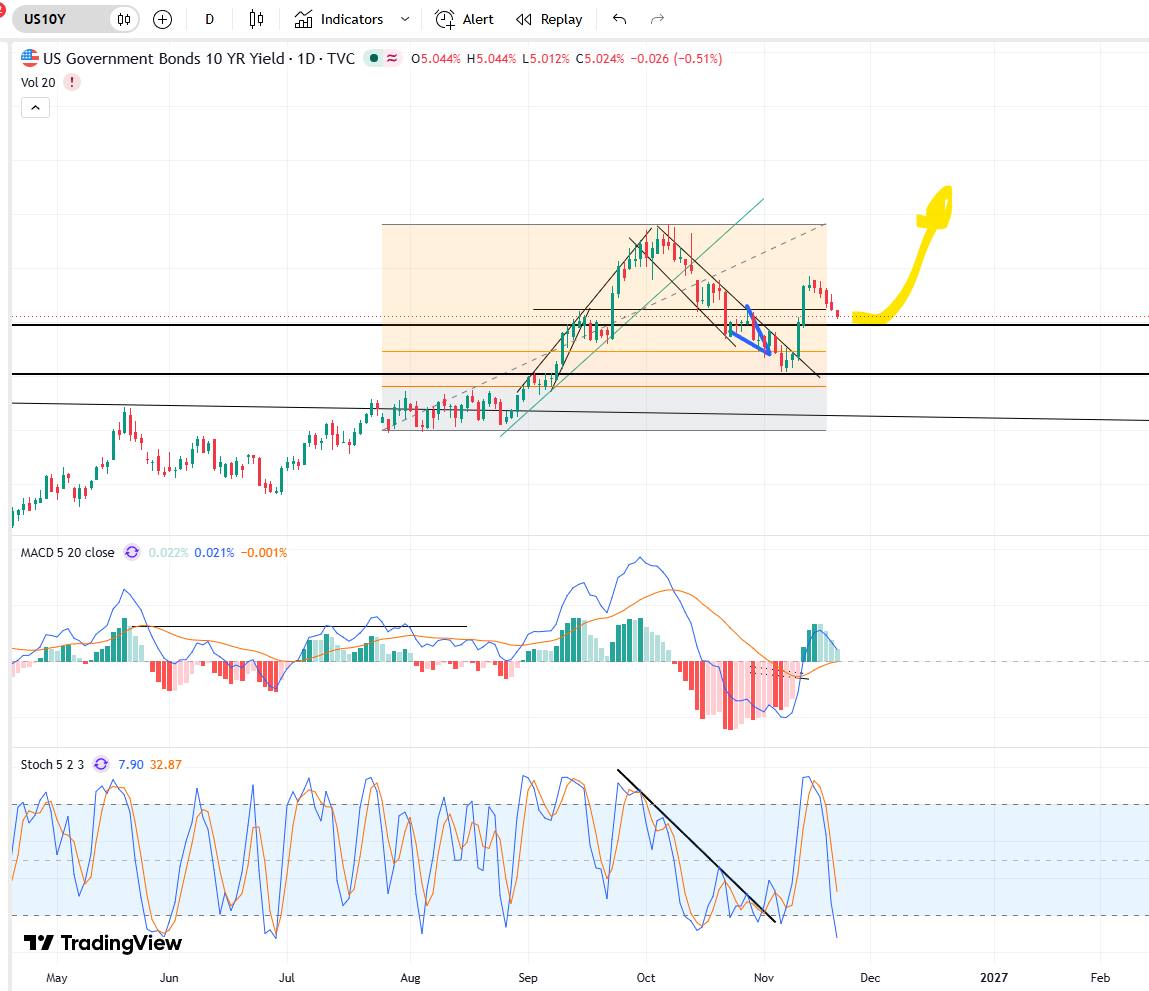 2
US10Y
D
Indicators
Alert
Replay
US Government Bonds 10 YR Yield · 1D · TVC
O5.044% H5.044% L5.012% C5.024% −0.026 (−0.51%)
Vol 20
!
MACD 5 20 close 0.022% 0.021% −0.001%
Stoch 5 2 3 7.90 32.87
TradingView
May Jun Jul Aug Sep Oct Nov Dec 2027 Feb